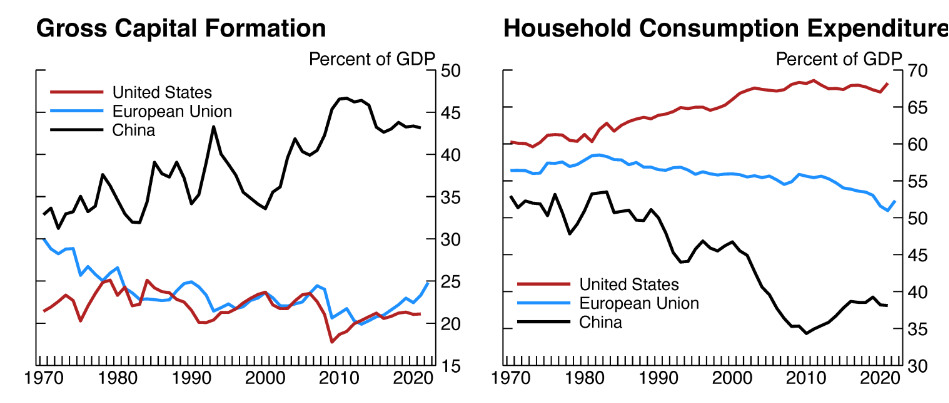 Gross Capital Formation
Percent of GDP
United States
European Union
China
50
45
40
35
30
25
20
15
1970 1980 1990 2000 2010 2020
Household Consumption Expenditure
Percent of GDP
70
65
60
55
50
45
40
35
30
United States
European Union
China
1970 1980 1990 2000 2010 2020